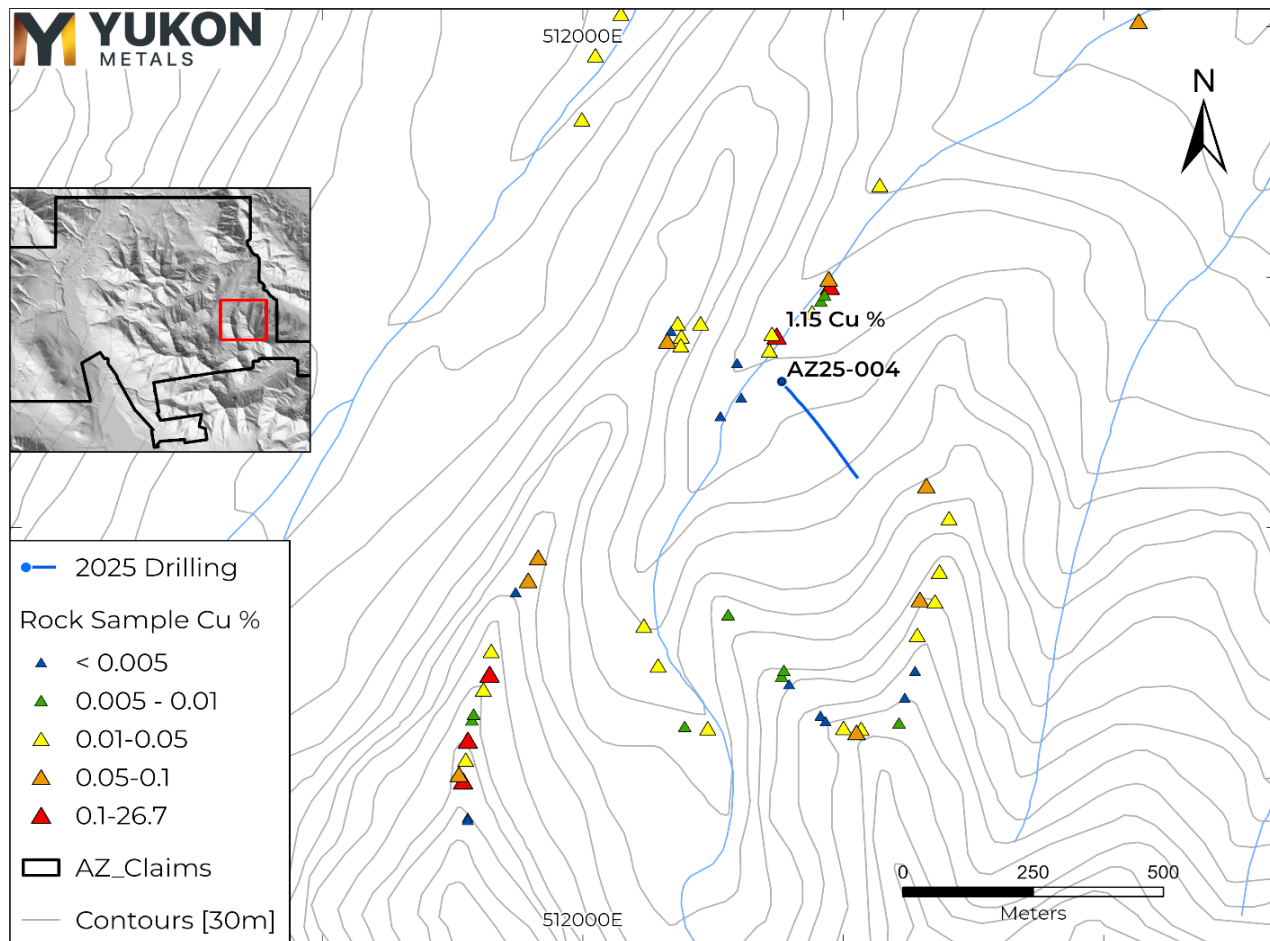 YUKON
METALS
512000E
N
1.15 Cu %
AZ25-004
2025 Drilling
Rock Sample Cu %
< 0.005
0.005 - 0.01
0.01-0.05
0.05-0.1
0.1-26.7
AZ_Claims
Contours [30m]
512000E
0 250 500
Meters